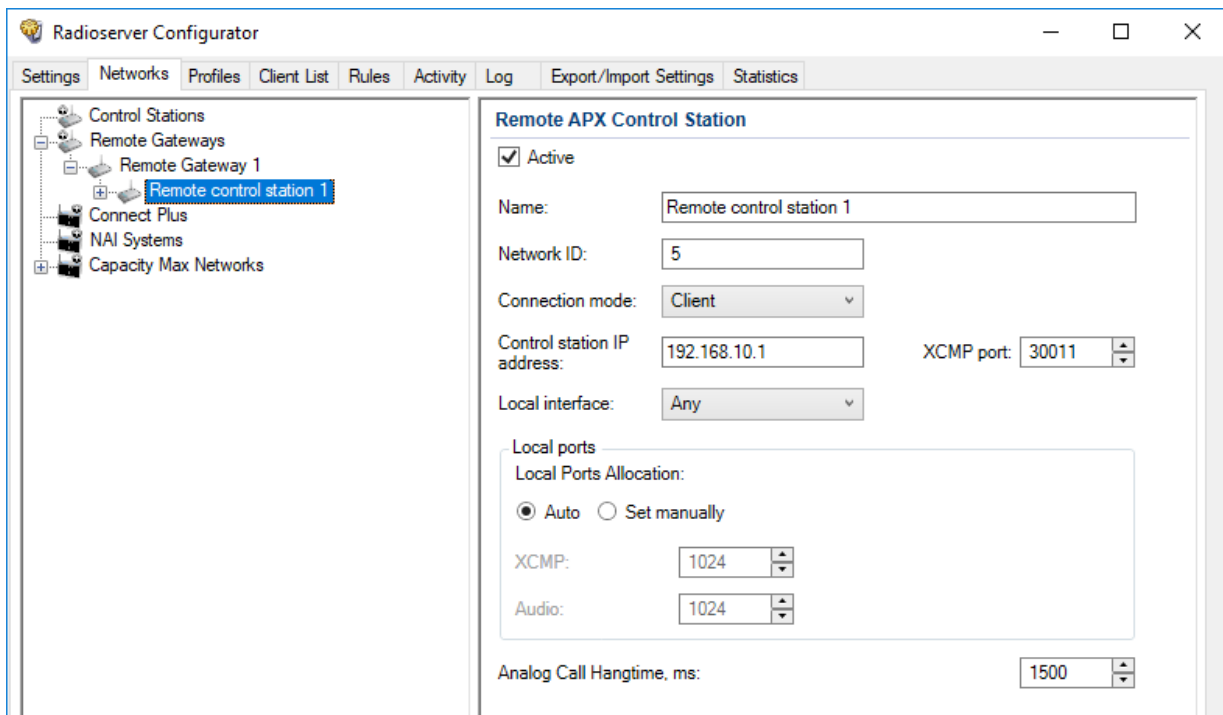 Radioserver Configurator
Settings Networks Profiles Client List Rules Activity Log Export/Import Settings Statistics
Control Stations
Remote Gateways
Remote Gateway 1
Remote control station 1
Connect Plus
NAI Systems
Capacity Max Networks
Remote APX Control Station
Active
Name: Remote control station 1
Network ID: 5
Connection mode: Client
Control station IP
address: 192.168.10.1 XCMP port: 30011
Local interface: Any
Local ports
Local Ports Allocation:
Auto Set manually
XCMP: 1024
Audio: 1024
Analog Call Hangtime, ms: 1500